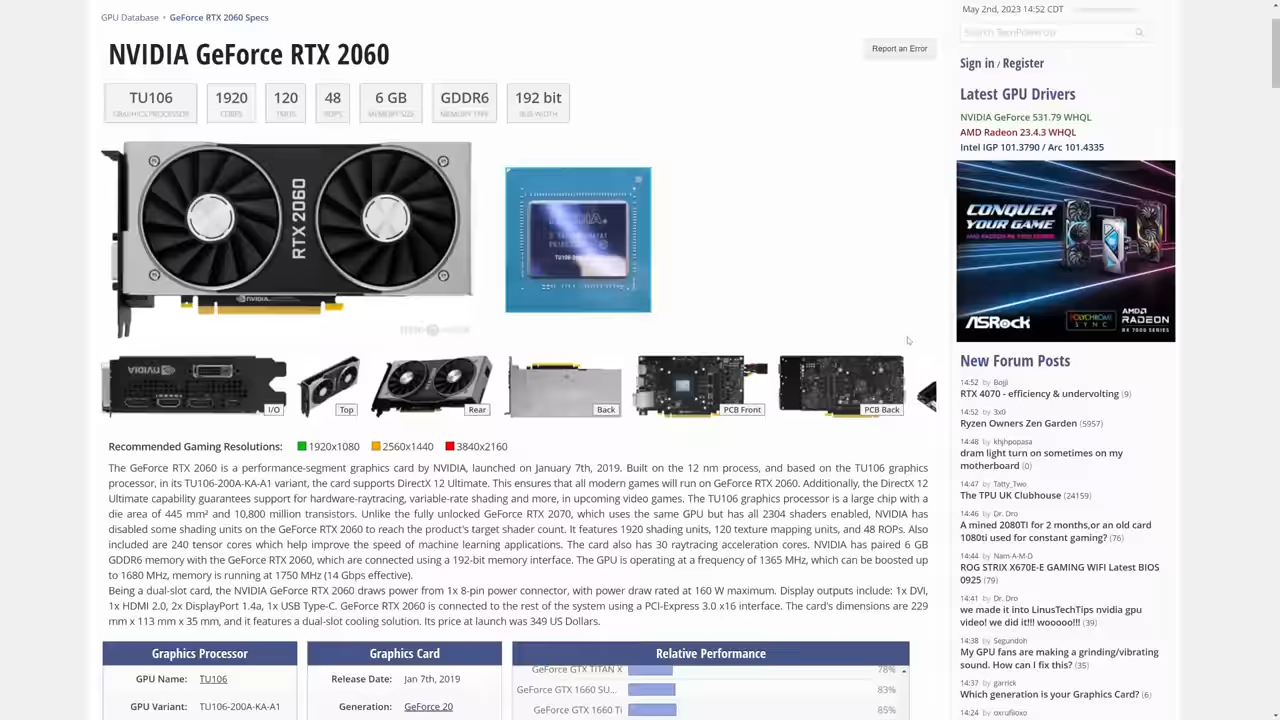 GPU Database • GeForce RTX 2060 Specs
NVIDIA GeForce RTX 2060
Report an Error
TU106
GRAPHICS PROCESSOR
1920
CORES
120
TMUS
48
ROPS
6 GB
MEMORY SIZE
GDDR6
MEMORY TYPE
192 bit
BUS WIDTH
RTX 2060
NVIDIA
I/O
Top
Rear
Back
PCB Front
PCB Back
Recommended Gaming Resolutions: 1920x1080 2560x1440 3840x2160
The GeForce RTX 2060 is a performance-segment graphics card by NVIDIA, launched on January 7th, 2019. Built on the 12 nm process, and based on the TU106 graphics
processor, in its TU106-200A-KA-A1 variant, the card supports DirectX 12 Ultimate. This ensures that all modern games will run on GeForce RTX 2060. Additionally, the DirectX 12
Ultimate capability guarantees support for hardware-raytracing, variable-rate shading and more, in upcoming video games. The TU106 graphics processor is a large chip with a
die area of 445 mm² and 10,800 million transistors. Unlike the fully unlocked GeForce RTX 2070, which uses the same GPU but has all 2304 shaders enabled, NVIDIA has
disabled some shading units on the GeForce RTX 2060 to reach the product's target shader count. It features 1920 shading units, 120 texture mapping units, and 48 ROPs. Also
included are 240 tensor cores which help improve the speed of machine learning applications. The card also has 30 raytracing acceleration cores. NVIDIA has paired 6 GB
GDDR6 memory with the GeForce RTX 2060, which are connected using a 192-bit memory interface. The GPU is operating at a frequency of 1365 MHz, which can be boosted up
to 1680 MHz, memory is running at 1750 MHz (14 Gbps effective).
Being a dual-slot card, the NVIDIA GeForce RTX 2060 draws power from 1x 8-pin power connector, with power draw rated at 160 W maximum. Display outputs include: 1x DVI,
1x HDMI 2.0, 2x DisplayPort 1.4a, 1x USB Type-C. GeForce RTX 2060 is connected to the rest of the system using a PCI-Express 3.0 x16 interface. The card's dimensions are 229
mm x 113 mm x 35 mm, and it features a dual-slot cooling solution. Its price at launch was 349 US Dollars.
Graphics Processor
GPU Name: TU106
GPU Variant: TU106-200A-KA-A1
Graphics Card
Release Date: Jan 7th, 2019
Generation: GeForce 20
Relative Performance
GeForce GTX TITAN X 78%
GeForce GTX 1660 SU... 83%
GeForce GTX 1660 Ti 85%
May 2nd, 2023 14:52 CDT
Search TechPowerUp
Sign in / Register
Latest GPU Drivers
NVIDIA GeForce 531.79 WHQL
AMD Radeon 23.4.3 WHQL
Intel IGP 101.3790 / Arc 101.4335
CONQUER
YOUR GAME
ASRock
POLYCHROME
SYNC
AMD
RADEON
RX 7000 SERIES
New Forum Posts
14:52 by Bojji
RTX 4070 - efficiency & undervolting (9)
14:52 by 3x0
Ryzen Owners Zen Garden (5957)
14:48 by khjhpopasa
dram light turn on sometimes on my
motherboard (0)
14:47 by Tatty_Two
The TPU UK Clubhouse (24159)
14:46 by Dr. Dro
A mined 2080TI for 2 months,or an old card
1080ti used for constant gaming? (76)
14:44 by Nam-A-M-D
ROG STRIX X670E-E GAMING WIFI Latest BIOS
0925 (79)
14:41 by Dr. Dro
we made it into LinusTechTips nvidia gpu
video! we did it!!! wooooo!!! (39)
14:38 by Segundoh
My GPU fans are making a grinding/vibrating
sound. How can I fix this? (35)
14:37 by garrick
Which generation is your Graphics Card? (6)
14:24 by